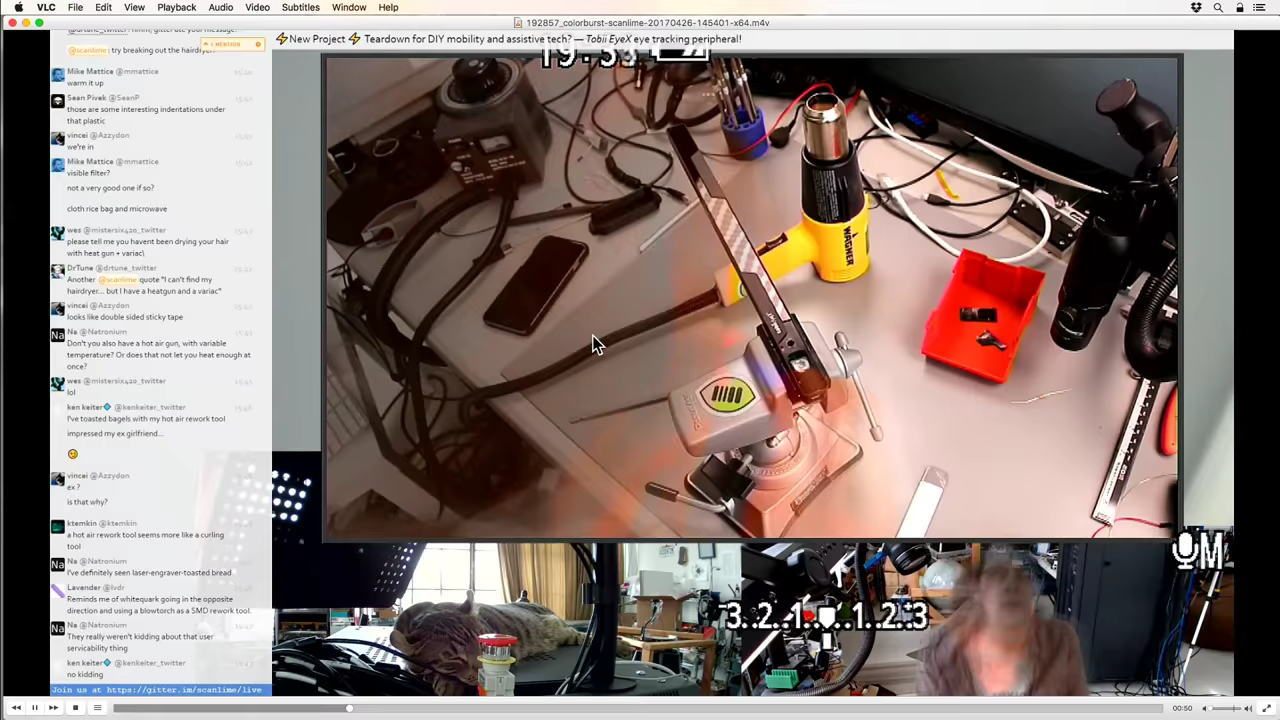 VLC File Edit View Playback Audio Video Subtitles Window Help
192857_colorburst-scanlime-20170426-145401-x64.m4v
⚡New Project ⚡ Teardown for DIY mobility and assistive tech? — Tobii EyeX eye tracking peripheral!
19:53
1 MENTION
@scanlime: try breaking out the hairdryer?
Mike Mattice @mmattice
warm it up
Sean Pivek @SeanP
those are some interesting indentations under
that plastic
vincei @Azzydon
we're in
Mike Mattice @mmattice
visible filter?
not a very good one if so?
cloth rice bag and microwave
wes @mistersix420_twitter
please tell me you havent been drying your hair
with heat gun + variac\
DrTune @drtune_twitter
Another @scanlime quote "I can't find my
hairdryer... but I have a heatgun and a variac"
vincei @Azzydon
looks like double sided sticky tape
Na @Natronium
Don't you also have a hot air gun, with variable
temperature? Or does that not let you heat enough at
once?
wes @mistersix420_twitter
lol
ken keiter @kenkeiter_twitter
I've toasted bagels with my hot air rework tool
impressed my ex girlfriend...
vincei @Azzydon
ex ?
is that why?
ktemkin @ktemkin
a hot air rework tool seems more like a curling
tool
Na @Natronium
I've definitely seen laser-engraver-toasted bread
Lavender @lvdr
Reminds me of whitequark going in the opposite
direction and using a blowtorch as a SMD rework tool.
Na @Natronium
They really weren't kidding about that user
servicability thing
ken keiter @kenkeiter_twitter
no kidding
Join us at https://gitter.im/scanlime/live
WAGNER
M
3..2..1...1..2..3
00:50